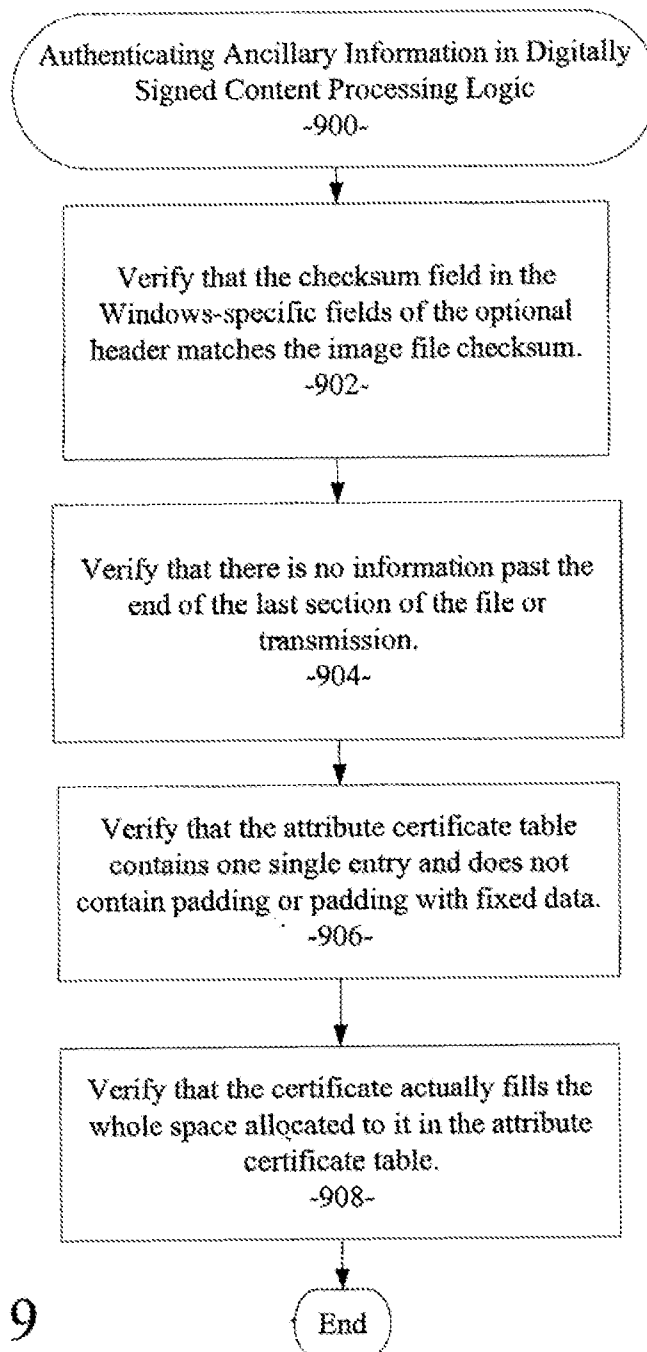 Authenticating Ancillary Information in Digitally
Signed Content Processing Logic
-900-
Verify that the checksum field in the
Windows-specific fields of the optional
header matches the image file checksum.
-902-
Verify that there is no information past the
end of the last section of the file or
transmission.
-904-
Verify that the attribute certificate table
contains one single entry and does not
contain padding or padding with fixed data.
-906-
Verify that the certificate actually fills the
whole space allocated to it in the attribute
certificate table.
-908-
9
End